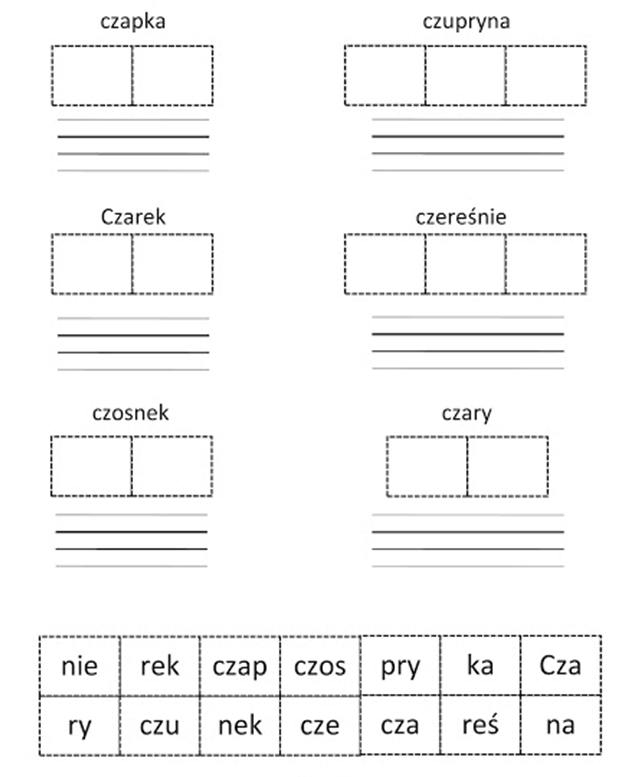 czapka czupryna
Czarek czereśnie
czosnek czary
nie rek czap czos pry ka Cza
ry czu nek cze cza reś na